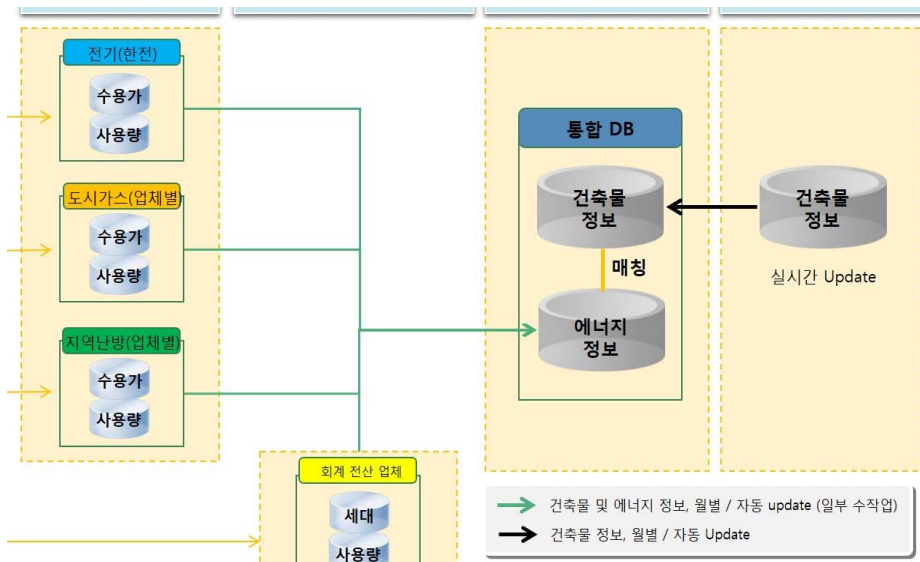 전기(한전)
수용가
사용량
도시가스(업체별)
수용가
사용량
지역난방(업체별)
수용가
사용량
회계 전산 업체
세대
사용량
통합 DB
건축물
정보
매칭
에너지
정보
건축물
정보
실시간 Update
건축물 및 에너지 정보, 월별 / 자동 update (일부 수작업)
건축물 정보, 월별 / 자동 Update